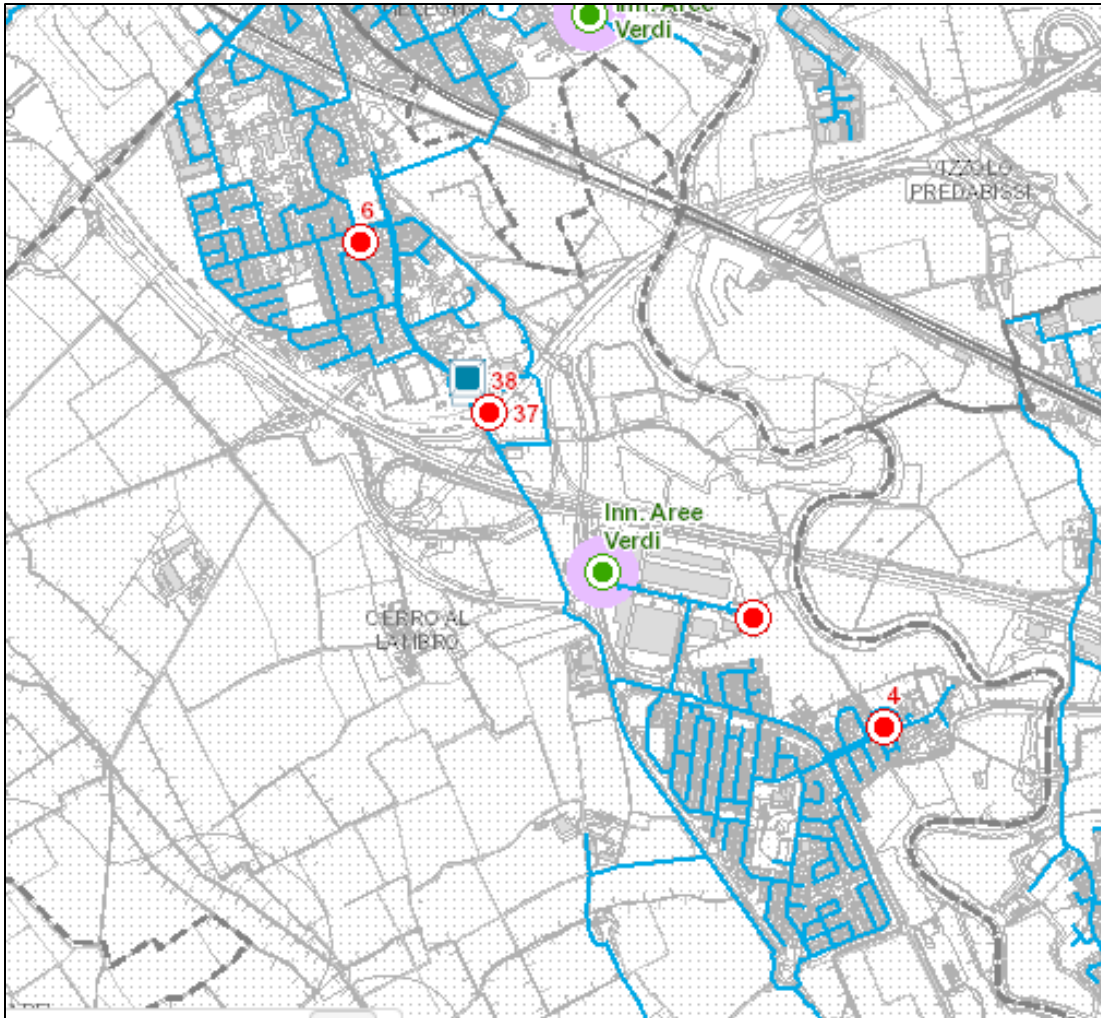 Inn. Aree
Verdi
VIZZOLO
PREDABISSI
6
38
37
Inn. Aree
Verdi
CERRO AL
LAMBRO
4